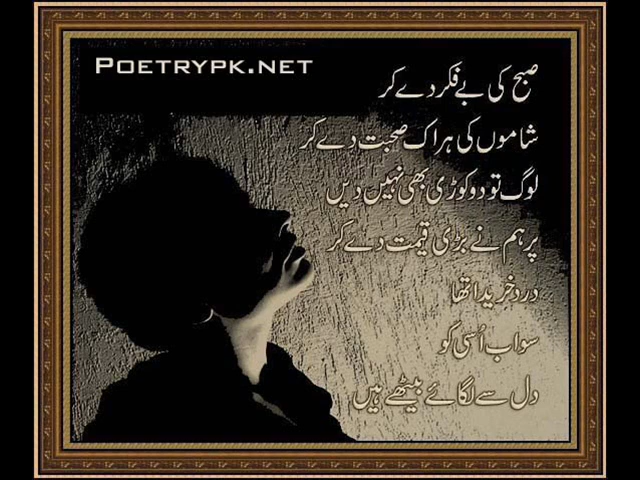 POETRYPK.NET
صبح کی بے فکر دے کر
شاموں کی ہر اک صحبت دے کر
لوگ تو دو کوڑی بھی نہیں دیں
پر ہم نے بڑی قیمت دے کر
درد خریدا تھا
سو اب اُسی کو
دل سے لگائے بیٹھے ہیں